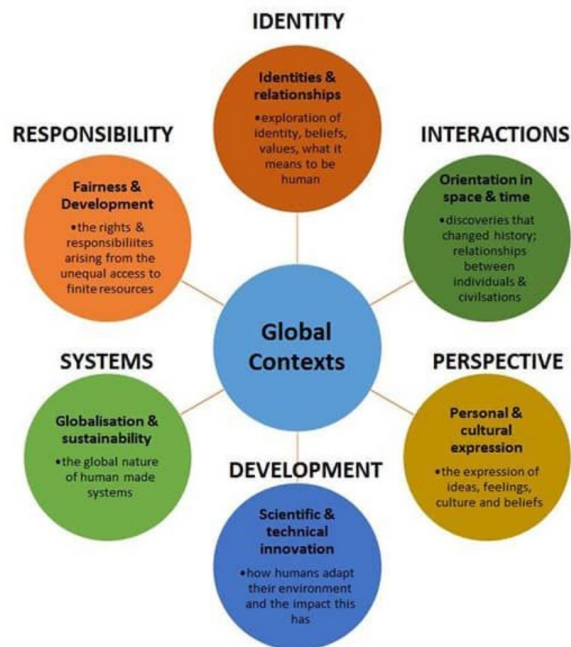 IDENTITY
Identities &
relationships
•exploration of
identity, beliefs,
values, what it
means to be
human
INTERACTIONS
Orientation in
space & time
•discoveries that
changed history;
relationships
between
individuals &
civilsations
PERSPECTIVE
Personal &
cultural
expression
•the expression of
ideas, feelings,
culture and beliefs
DEVELOPMENT
Scientific &
technical
innovation
•how humans adapt
their environment
and the impact this
has
SYSTEMS
Globalisation &
sustainability
•the global nature
of human made
systems
RESPONSIBILITY
Fairness &
Development
•the rights &
responsibiliites
arising from the
unequal access to
finite resources
Global
Contexts